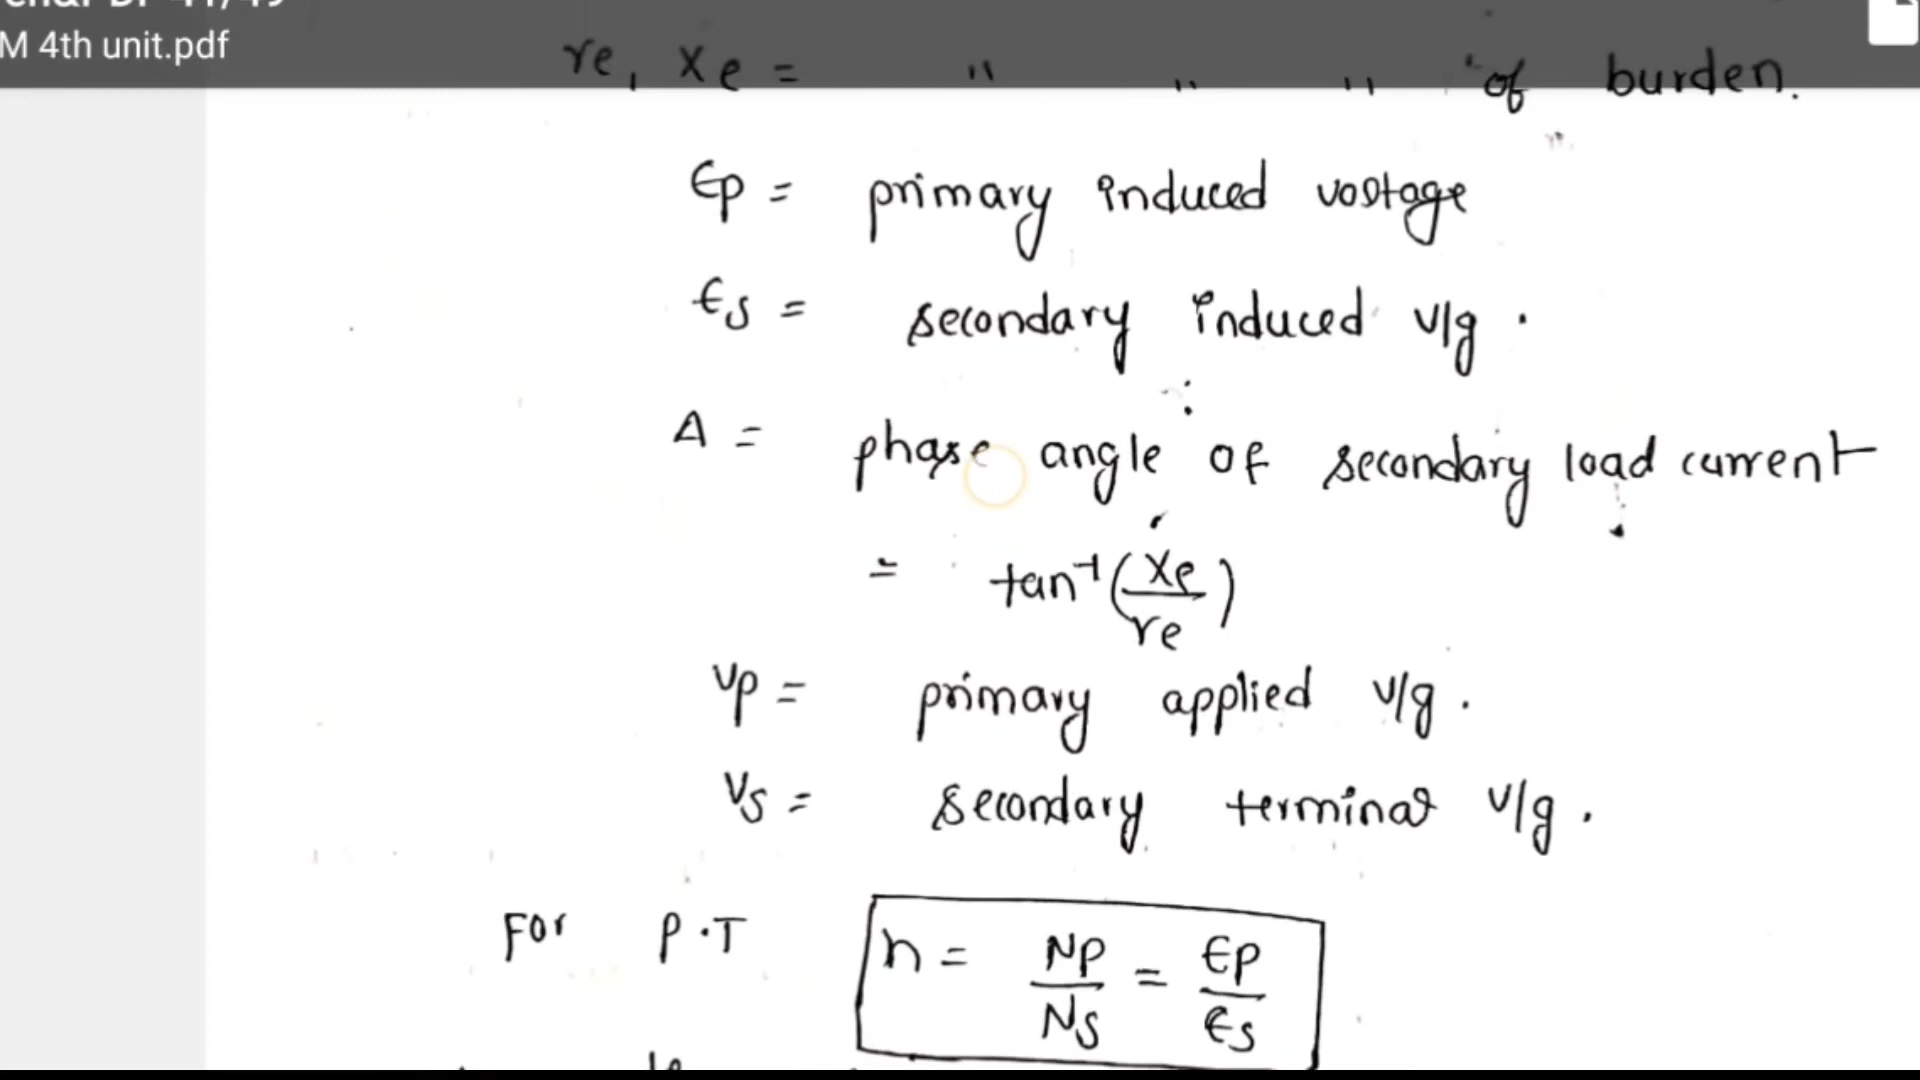 M 4th unit.pdf
re, xe = " " " of burden.
Ep = primary induced voltage
Es = secondary induced v/g.
Δ = phase angle of secondary load current
= tan⁻¹(xe/re)
Vp = primary applied v/g.
Vs = secondary terminal v/g.
For P.T n = Np/Ns = Ep/Es